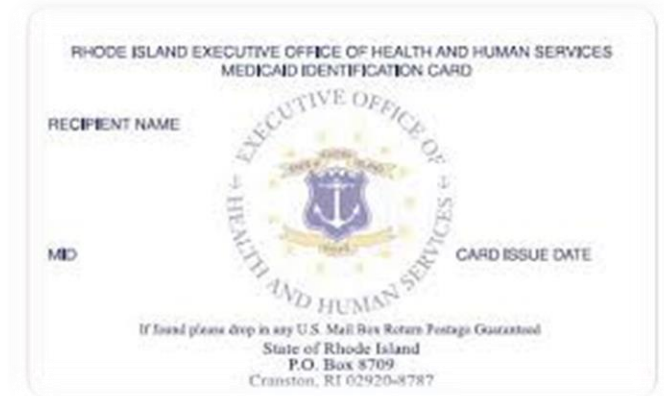 RHODE ISLAND EXECUTIVE OFFICE OF HEALTH AND HUMAN SERVICES
MEDICAID IDENTIFICATION CARD
EXECUTIVE OFFICE OF
HEALTH AND HUMAN SERVICES
RECIPIENT NAME
MID
CARD ISSUE DATE
If found please drop in any U.S. Mail Box Return Postage Guaranteed
State of Rhode Island
P.O. Box 8709
Cranston, RI 02920-8787